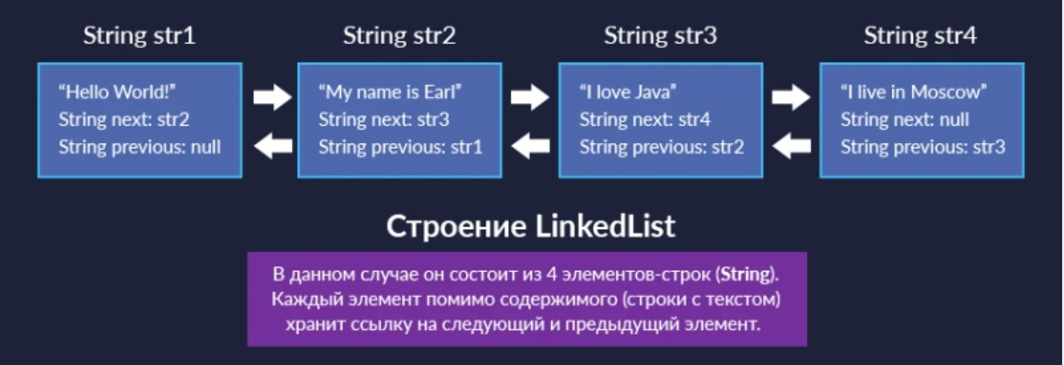 String str1
String str2
String str3
String str4
“Hello World!”
String next: str2
String previous: null
“My name is Earl”
String next: str3
String previous: str1
“I love Java”
String next: str4
String previous: str2
“I live in Moscow”
String next: null
String previous: str3
Строение LinkedList
В данном случае он состоит из 4 элементов-строк (String).
Каждый элемент помимо содержимого (строки с текстом)
хранит ссылку на следующий и предыдущий элемент.